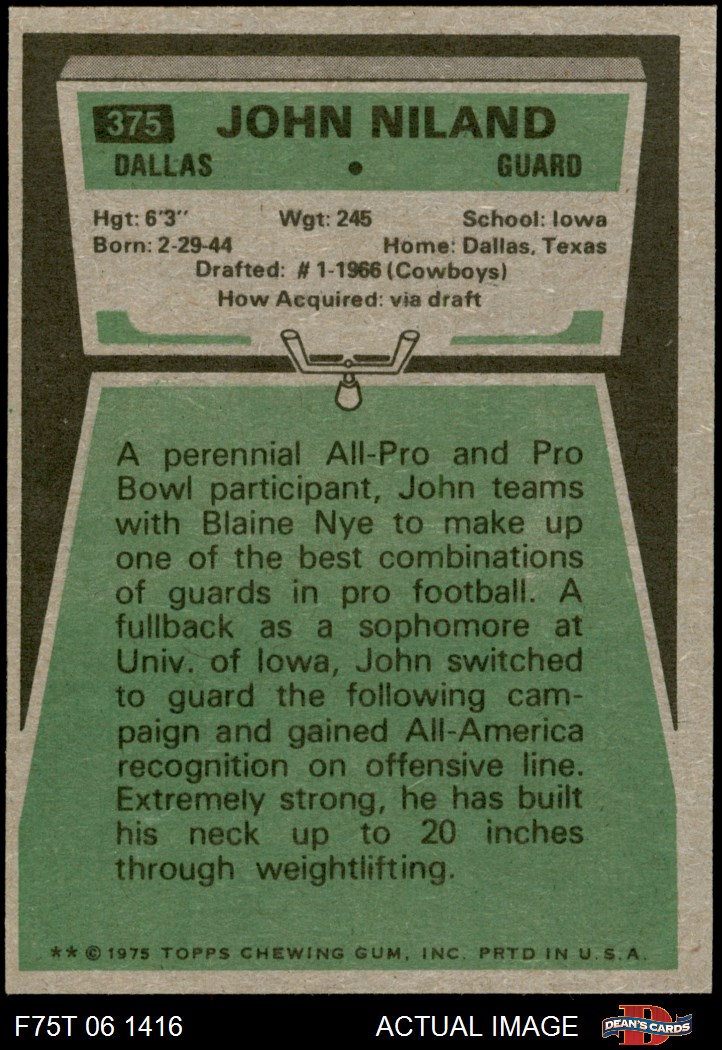 375 JOHN NILAND
DALLAS • GUARD
Hgt: 6'3" Wgt: 245 School: Iowa
Born: 2-29-44 Home: Dallas, Texas
Drafted: # 1-1966 (Cowboys)
How Acquired: via draft
A perennial All-Pro and Pro
Bowl participant, John teams
with Blaine Nye to make up
one of the best combinations
of guards in pro football. A
fullback as a sophomore at
Univ. of Iowa, John switched
to guard the following cam-
paign and gained All-America
recognition on offensive line.
Extremely strong, he has built
his neck up to 20 inches
through weightlifting.
** © 1975 TOPPS CHEWING GUM, INC. PRTD IN U.S.A.
F75T 06 1416 ACTUAL IMAGE D DEAN'S CARDS